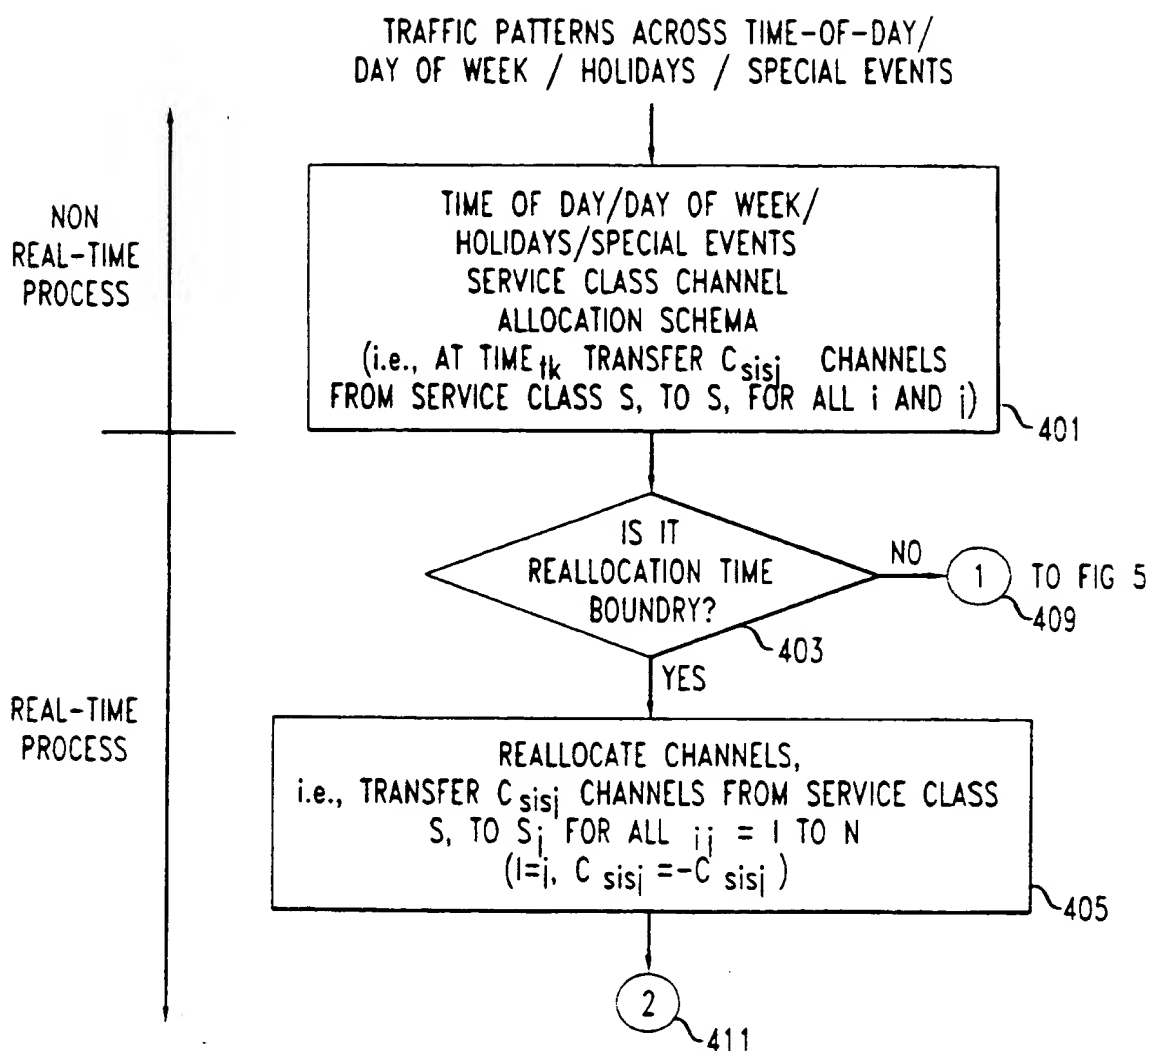 TRAFFIC PATTERNS ACROSS TIME-OF-DAY/
DAY OF WEEK / HOLIDAYS / SPECIAL EVENTS
NON
REAL-TIME
PROCESS
TIME OF DAY/DAY OF WEEK/
HOLIDAYS/SPECIAL EVENTS
SERVICE CLASS CHANNEL
ALLOCATION SCHEMA
(i.e., AT TIME tk TRANSFER C sisj CHANNELS
FROM SERVICE CLASS S, TO S, FOR ALL i AND j)
401
IS IT
REALLOCATION TIME
BOUNDRY?
403
NO
1
TO FIG 5
409
YES
REAL-TIME
PROCESS
REALLOCATE CHANNELS,
i.e., TRANSFER C sisj CHANNELS FROM SERVICE CLASS
S, TO Sj FOR ALL ij = I TO N
(I=j, C sisj =-C sisj )
405
2
411